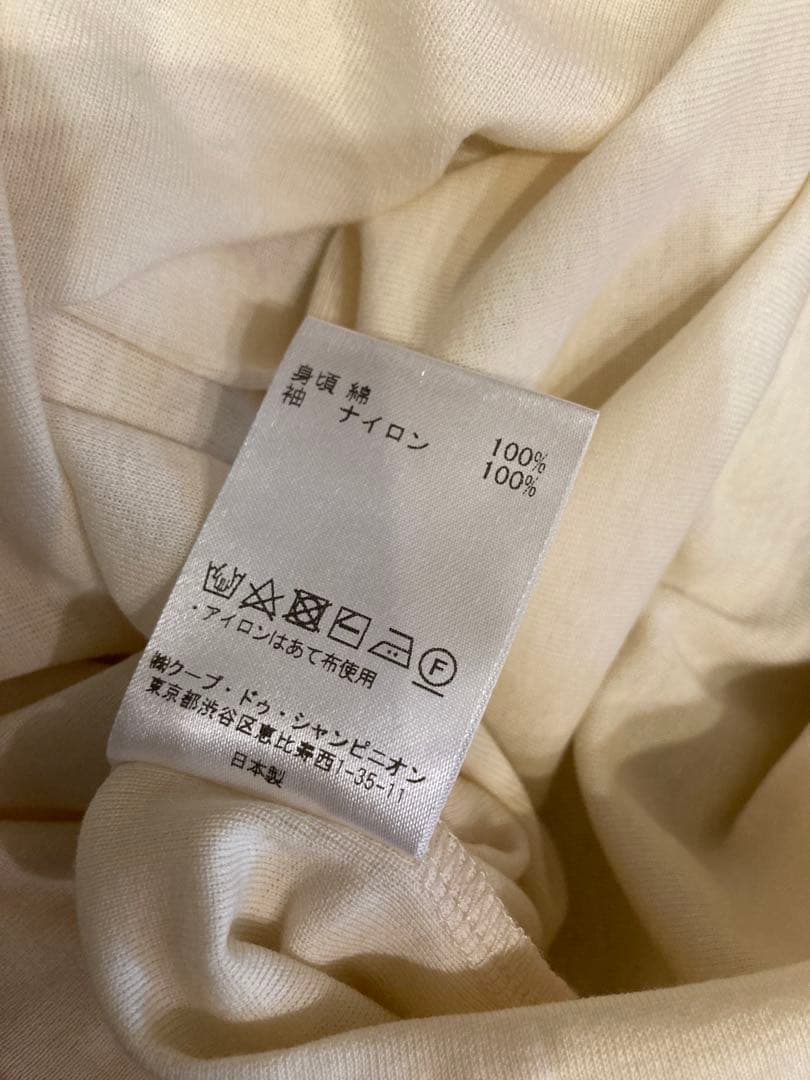 身頃 綿 100%
袖 ナイロン 100%
F
・アイロンはあて布使用
㈱クープ・ドゥ・シャンピニオン
東京都渋谷区恵比寿西1-35-11
日本製